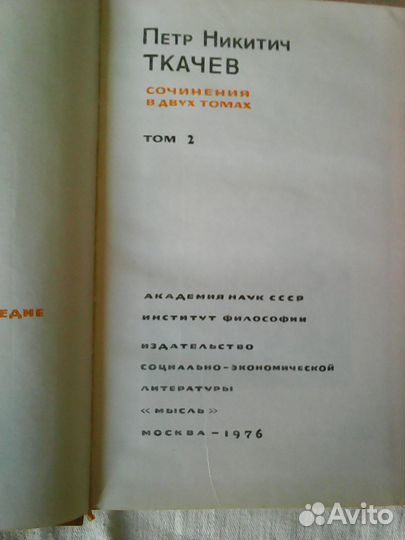 Петр Никитич
ТКАЧЕВ
СОЧИНЕНИЯ
В ДВУХ ТОМАХ
ТОМ 2
ЕДИЕ
АКАДЕМИЯ НАУК СССР
ИНСТИТУТ ФИЛОСОФИИ
ИЗДАТЕЛЬСТВО
СОЦИАЛЬНО-ЭКОНОМИЧЕСКОЙ
ЛИТЕРАТУРЫ
«МЫСЛЬ»
МОСКВА — 1976
Avito